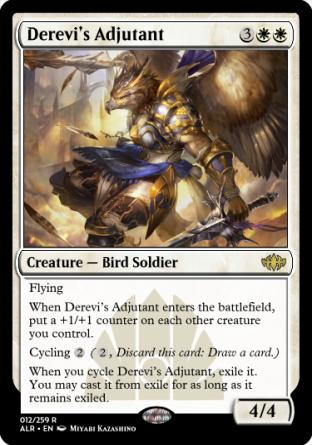 Derevi's Adjutant 3
Creature — Bird Soldier
Flying
When Derevi's Adjutant enters the battlefield,
put a +1/+1 counter on each other creature
you control.
Cycling 2 ( 2, Discard this card: Draw a card.)
When you cycle Derevi's Adjutant, exile it.
You may cast it from exile for as long as it
remains exiled.
4/4
012/259 R
ALR • EN Miyabi Kazashino